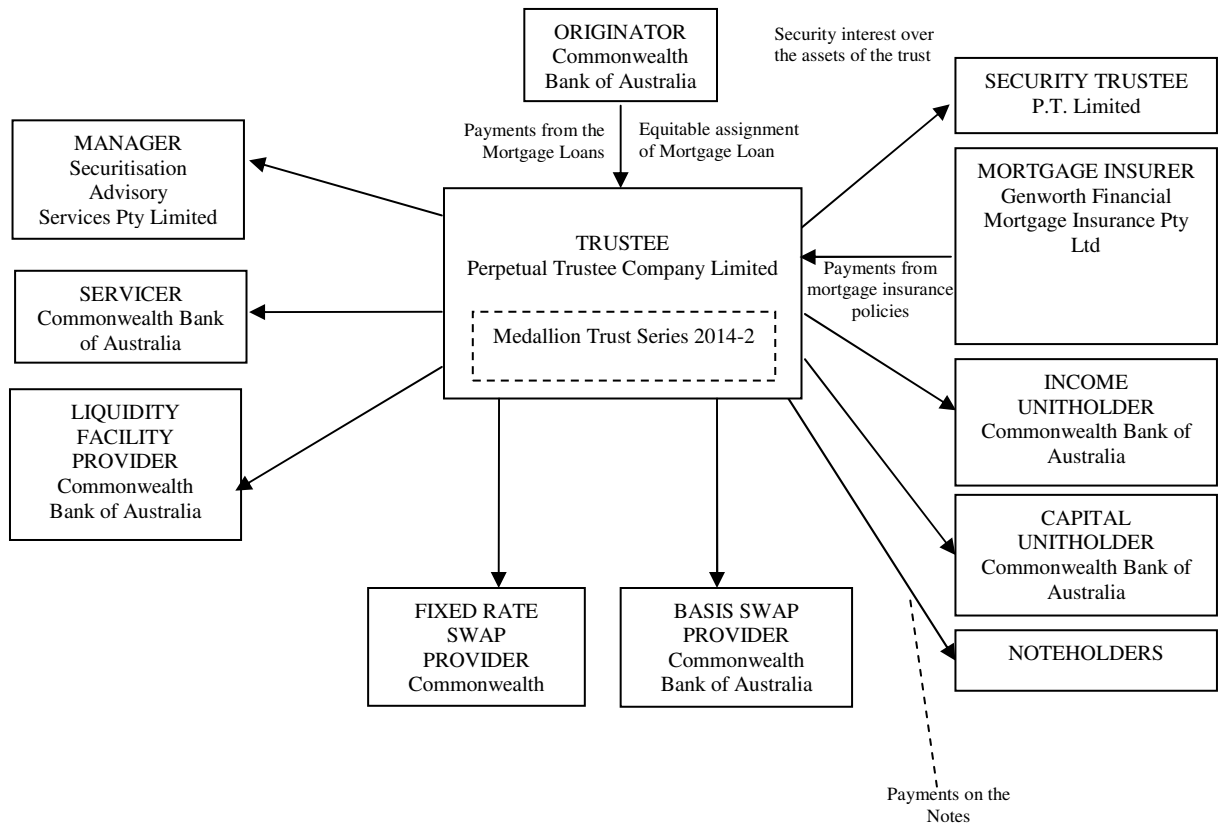 ORIGINATOR
Commonwealth
Bank of Australia
Security interest over
the assets of the trust
SECURITY TRUSTEE
P.T. Limited
Payments from the
Mortgage Loans
Equitable assignment
of Mortgage Loan
MANAGER
Securitisation
Advisory
Services Pty Limited
MORTGAGE INSURER
Genworth Financial
Mortgage Insurance Pty
Ltd
TRUSTEE
Perpetual Trustee Company Limited
Medallion Trust Series 2014-2
Payments from
mortgage insurance
policies
SERVICER
Commonwealth Bank
of Australia
INCOME
UNITHOLDER
Commonwealth Bank of
Australia
LIQUIDITY
FACILITY
PROVIDER
Commonwealth
Bank of Australia
CAPITAL
UNITHOLDER
Commonwealth Bank of
Australia
FIXED RATE
SWAP
PROVIDER
Commonwealth
BASIS SWAP
PROVIDER
Commonwealth
Bank of Australia
NOTEHOLDERS
Payments on the
Notes